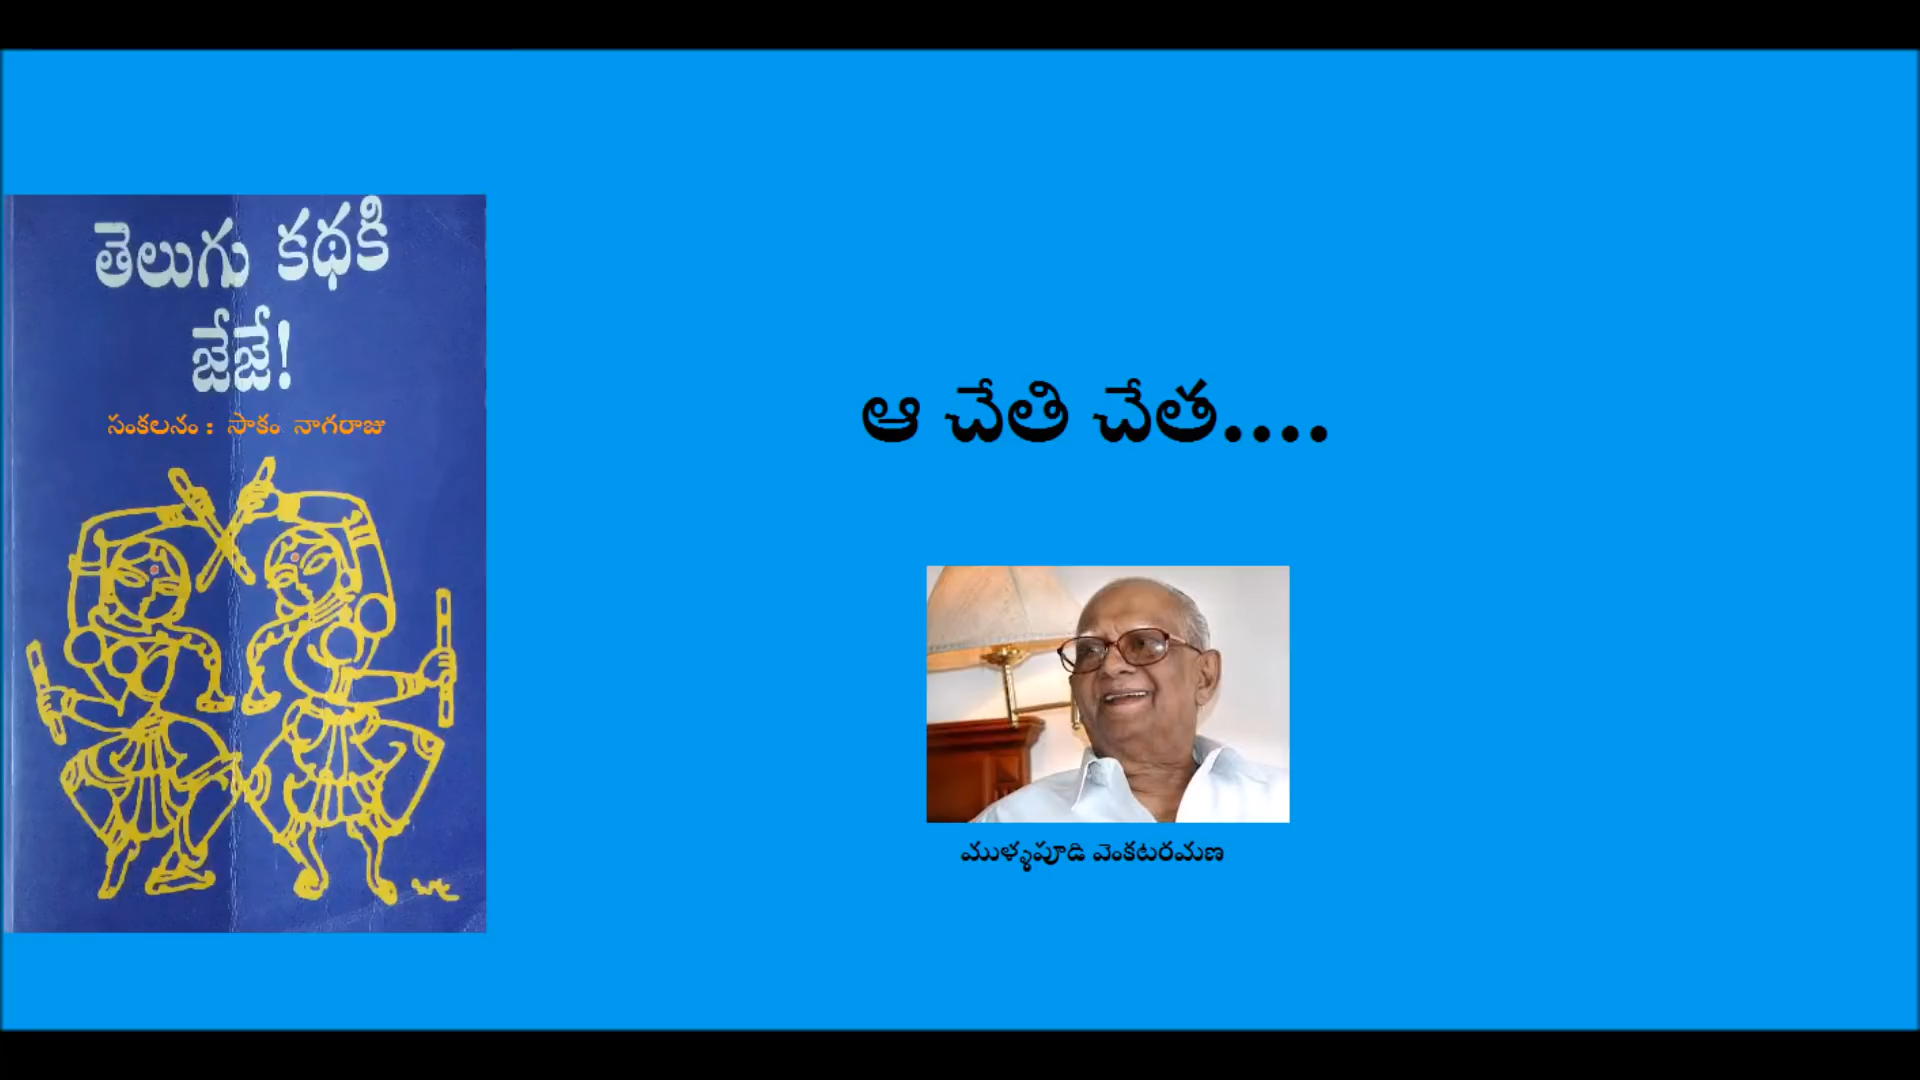 తెలుగు కథకి
జేజే!
సంకలనం : సాకం నాగరాజు
ఆ చేతి చేత....
ముళ్ళపూడి వెంకటరమణ